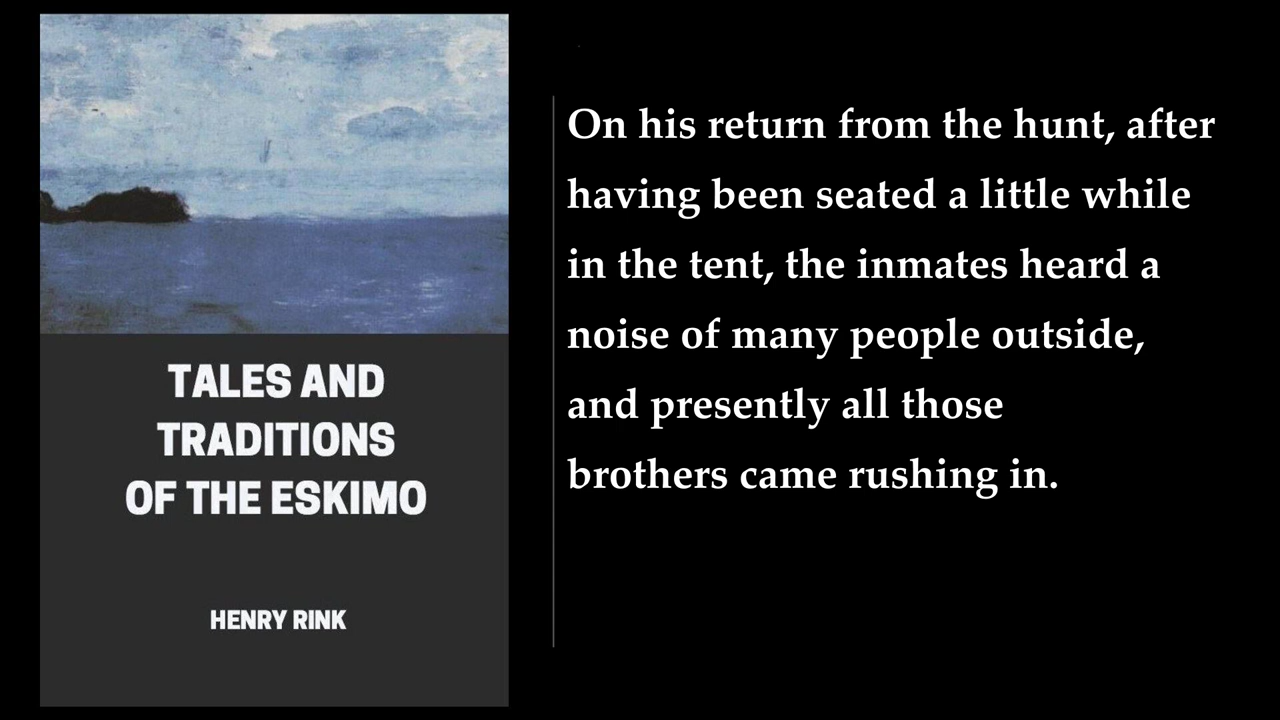 TALES AND
TRADITIONS
OF THE ESKIMO
HENRY RINK
On his return from the hunt, after
having been seated a little while
in the tent, the inmates heard a
noise of many people outside,
and presently all those
brothers came rushing in.